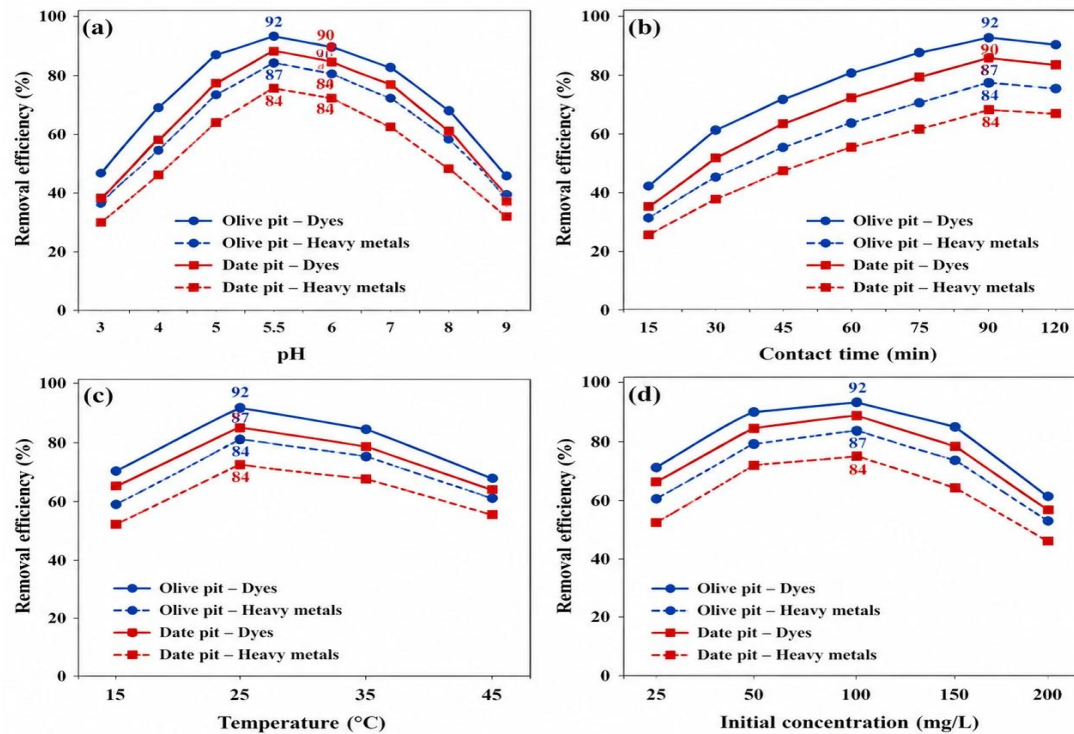 (a)
Removal efficiency (%)
100
80
60
40
20
0
92
87
84
90
84
84
Olive pit – Dyes
Olive pit – Heavy metals
Date pit – Dyes
Date pit – Heavy metals
3 4 5 5.5 6 7 8 9
pH
(b)
Removal efficiency (%)
100
80
60
40
20
0
92
90
87
84
84
Olive pit – Dyes
Olive pit – Heavy metals
Date pit – Dyes
Date pit – Heavy metals
15 30 45 60 75 90 120
Contact time (min)
(c)
Removal efficiency (%)
100
80
60
40
20
0
92
87
84
84
Olive pit – Dyes
Olive pit – Heavy metals
Date pit – Dyes
Date pit – Heavy metals
15 25 35 45
Temperature (°C)
(d)
Removal efficiency (%)
100
80
60
40
20
0
92
87
84
Olive pit – Dyes
Olive pit – Heavy metals
Date pit – Dyes
Date pit – Heavy metals
25 50 100 150 200
Initial concentration (mg/L)